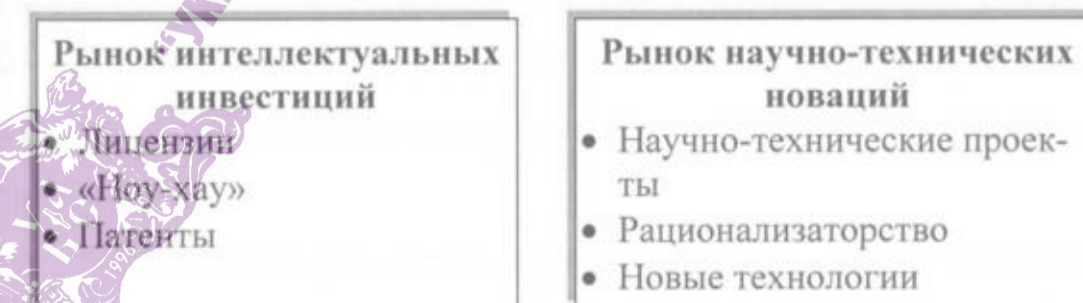 Рынок интеллектуальных
инвестиций
• Лицензии
• «Ноу-хау»
• Патенты
Рынок научно-технических
новаций
• Научно-технические проек-
ты
• Рационализаторство
• Новые технологии